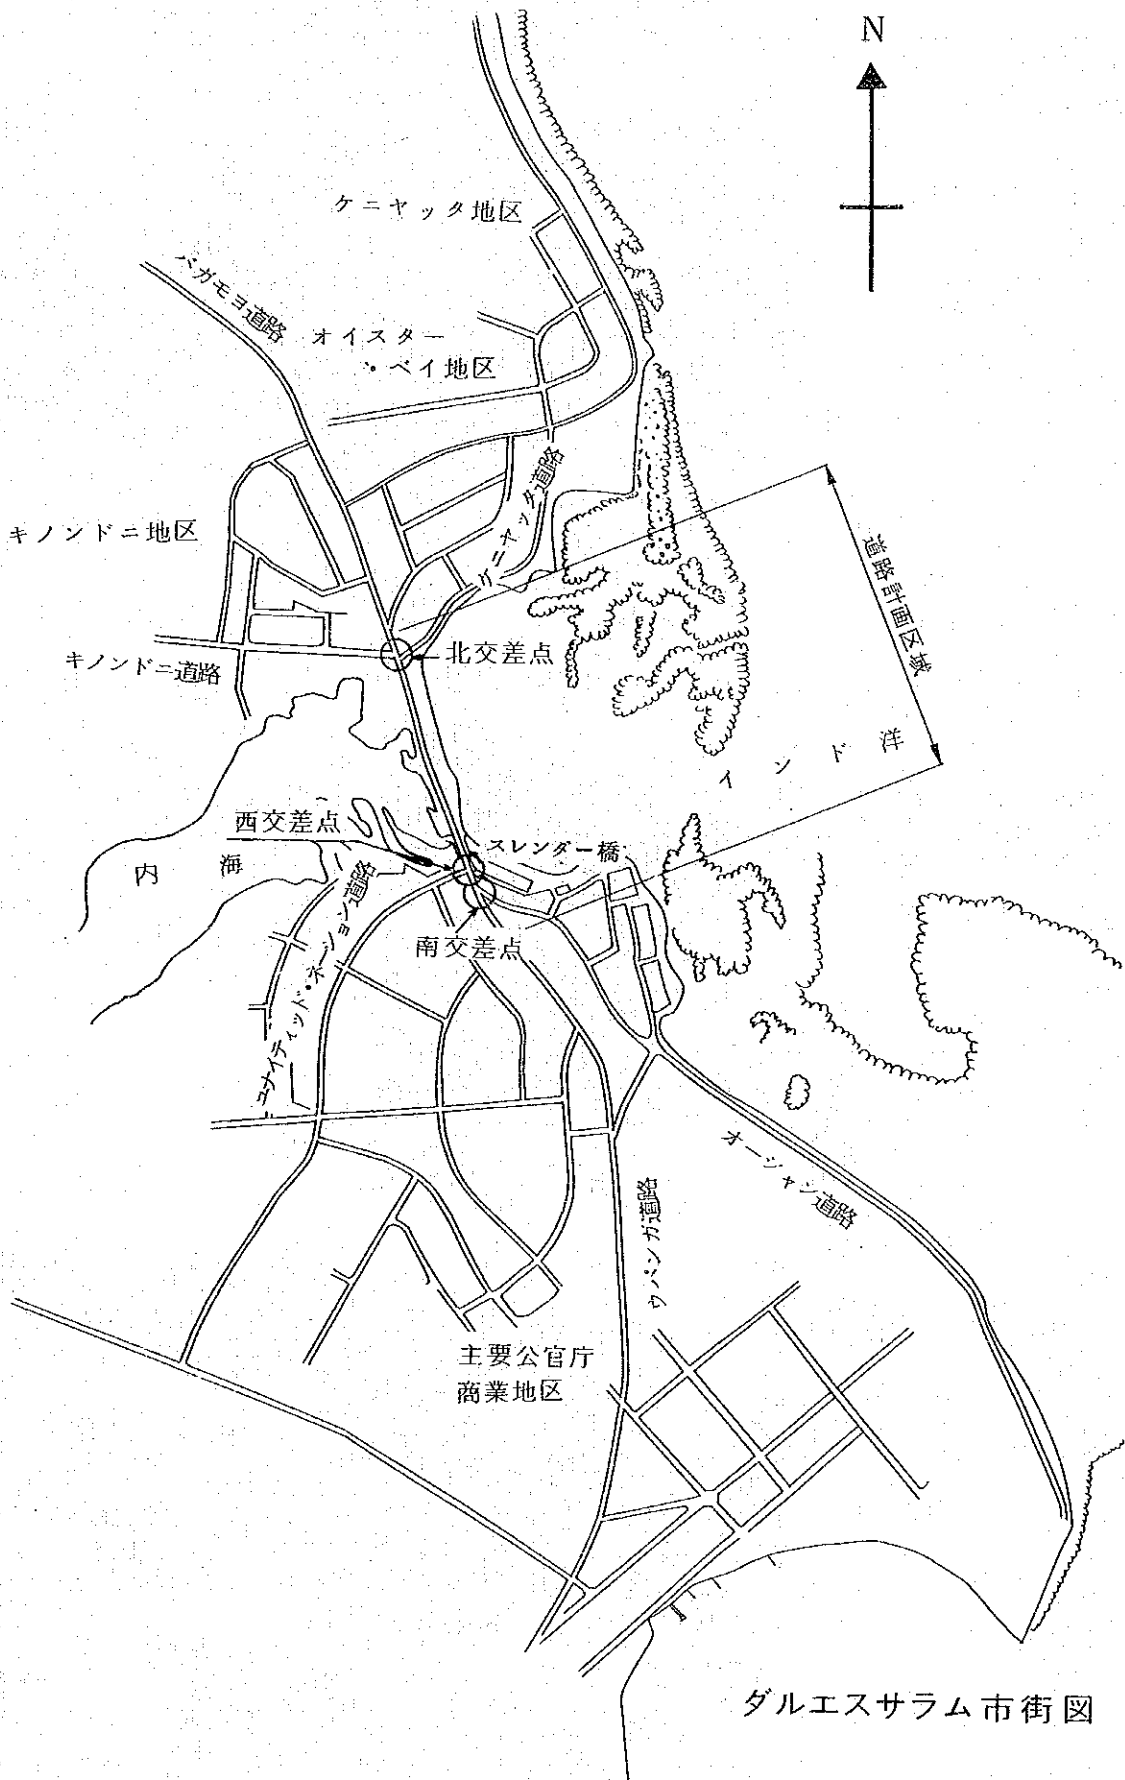 N
ケニヤッタ地区
バガモヨ道路
オイスター
・ベイ地区
ケニヤッタ道路
キノンドニ地区
道路計画区域
北交差点
キノンドニ道路
インド洋
西交差点
スレンダー橋
内海
ユナイティッド・ネーション道路
南交差点
オーシャン道路
ウパンガ道路
主要公官庁
商業地区
ダルエスサラム市街図